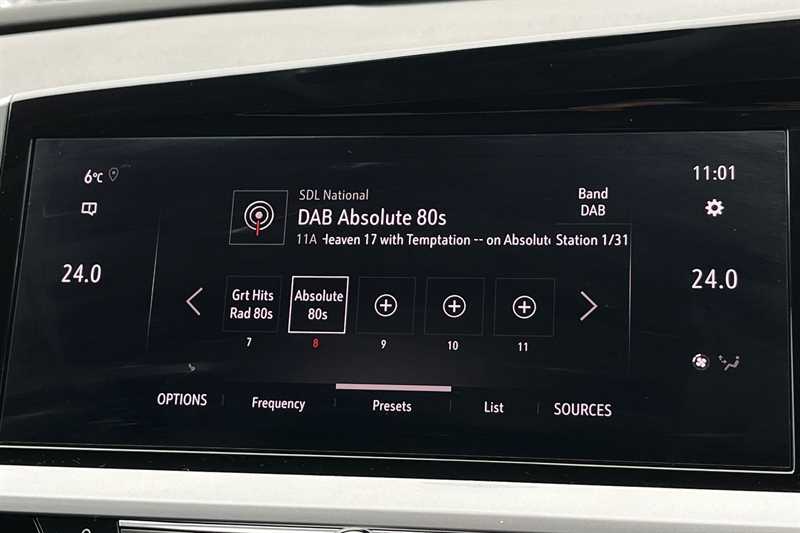 6°C
11:01
SDL National
DAB Absolute 80s
11A Heaven 17 with Temptation -- on Absolut
Station 1/31
Band
DAB
24.0
24.0
Grt Hits
Rad 80s
Absolute
80s
7
8
9
10
11
OPTIONS
Frequency
Presets
List
SOURCES